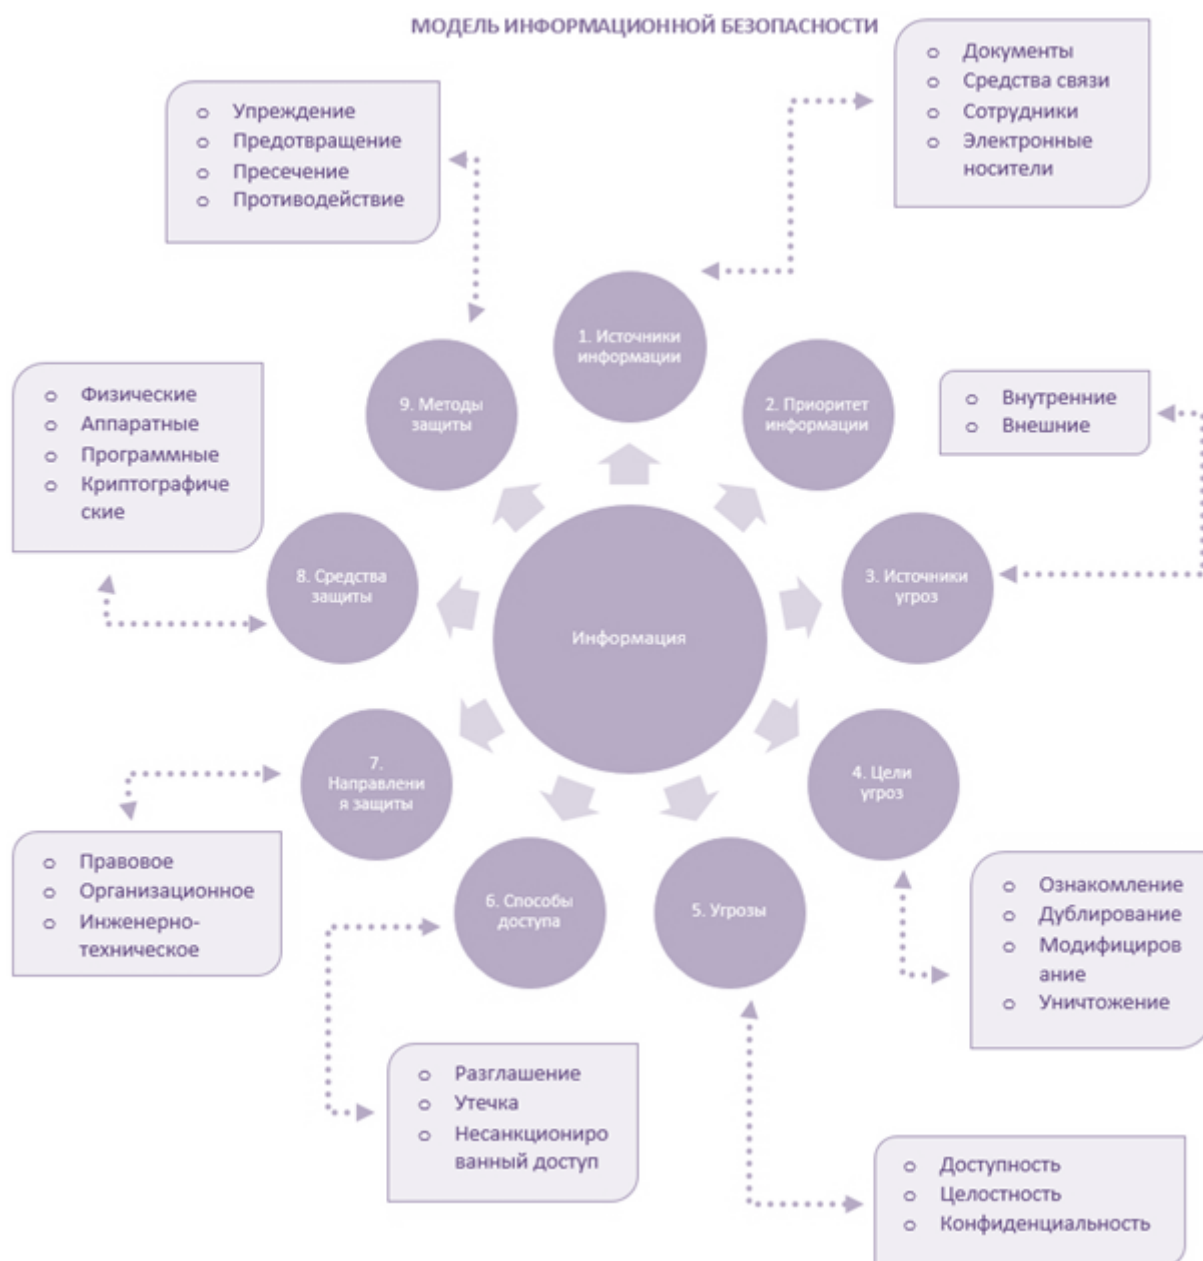 МОДЕЛЬ ИНФОРМАЦИОННОЙ БЕЗОПАСНОСТИ
o Документы
o Средства связи
o Сотрудники
o Электронные
носители
o Упреждение
o Предотвращение
o Пресечение
o Противодействие
1. Источники
информации
9. Методы
защиты
2. Приоритет
информации
o Внутренние
o Внешние
o Физические
o Аппаратные
o Программные
o Криптографиче
ские
8. Средства
защиты
3. Источники
угроз
Информация
7.
Направлени
я защиты
4. Цели
угроз
o Правовое
o Организационное
o Инженерно-
техническое
6. Способы
доступа
5. Угрозы
o Ознакомление
o Дублирование
o Модифициров
ание
o Уничтожение
o Разглашение
o Утечка
o Несанкциониро
ванный доступ
o Доступность
o Целостность
o Конфиденциальность